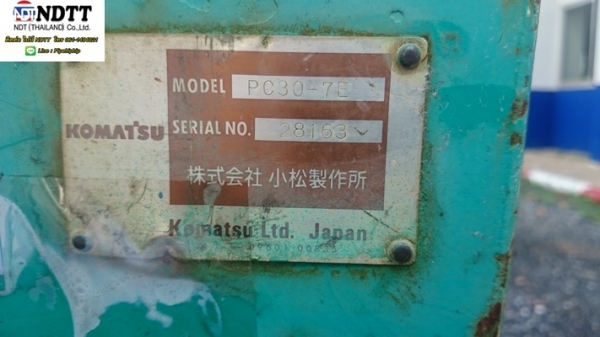 NDT NDTT
NDT (THAILAND) Co.,Ltd.
MODEL PC30-7E
KOMATSU SERIAL NO. 28153
株式会社 小松製作所
Komatsu Ltd. Japan